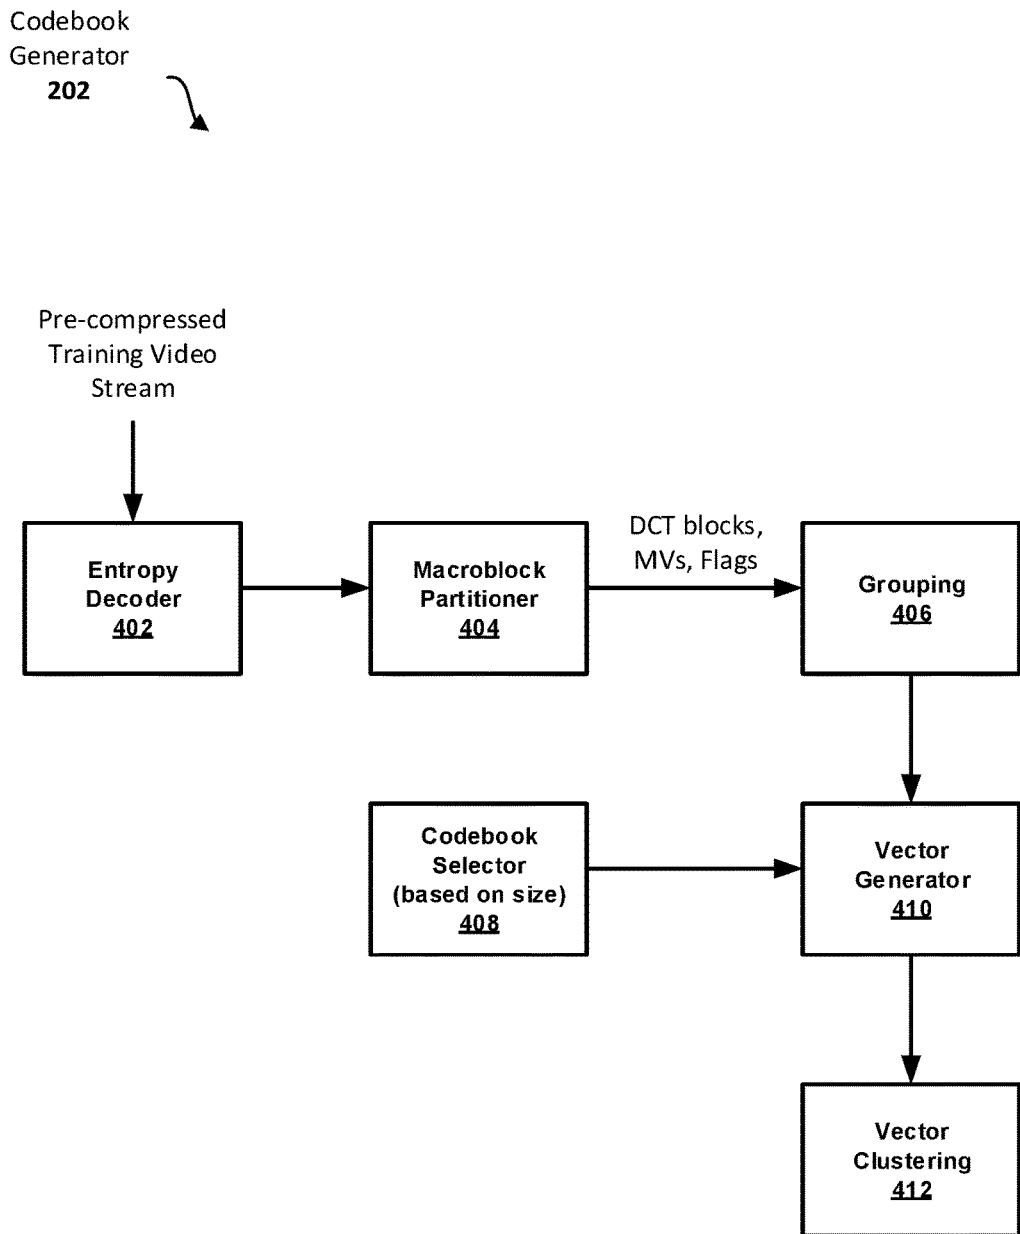 Codebook
Generator
202
Pre-compressed
Training Video
Stream
Entropy
Decoder
402
Macroblock
Partitioner
404
DCT blocks,
MVs, Flags
Grouping
406
Codebook
Selector
(based on size)
408
Vector
Generator
410
Vector
Clustering
412